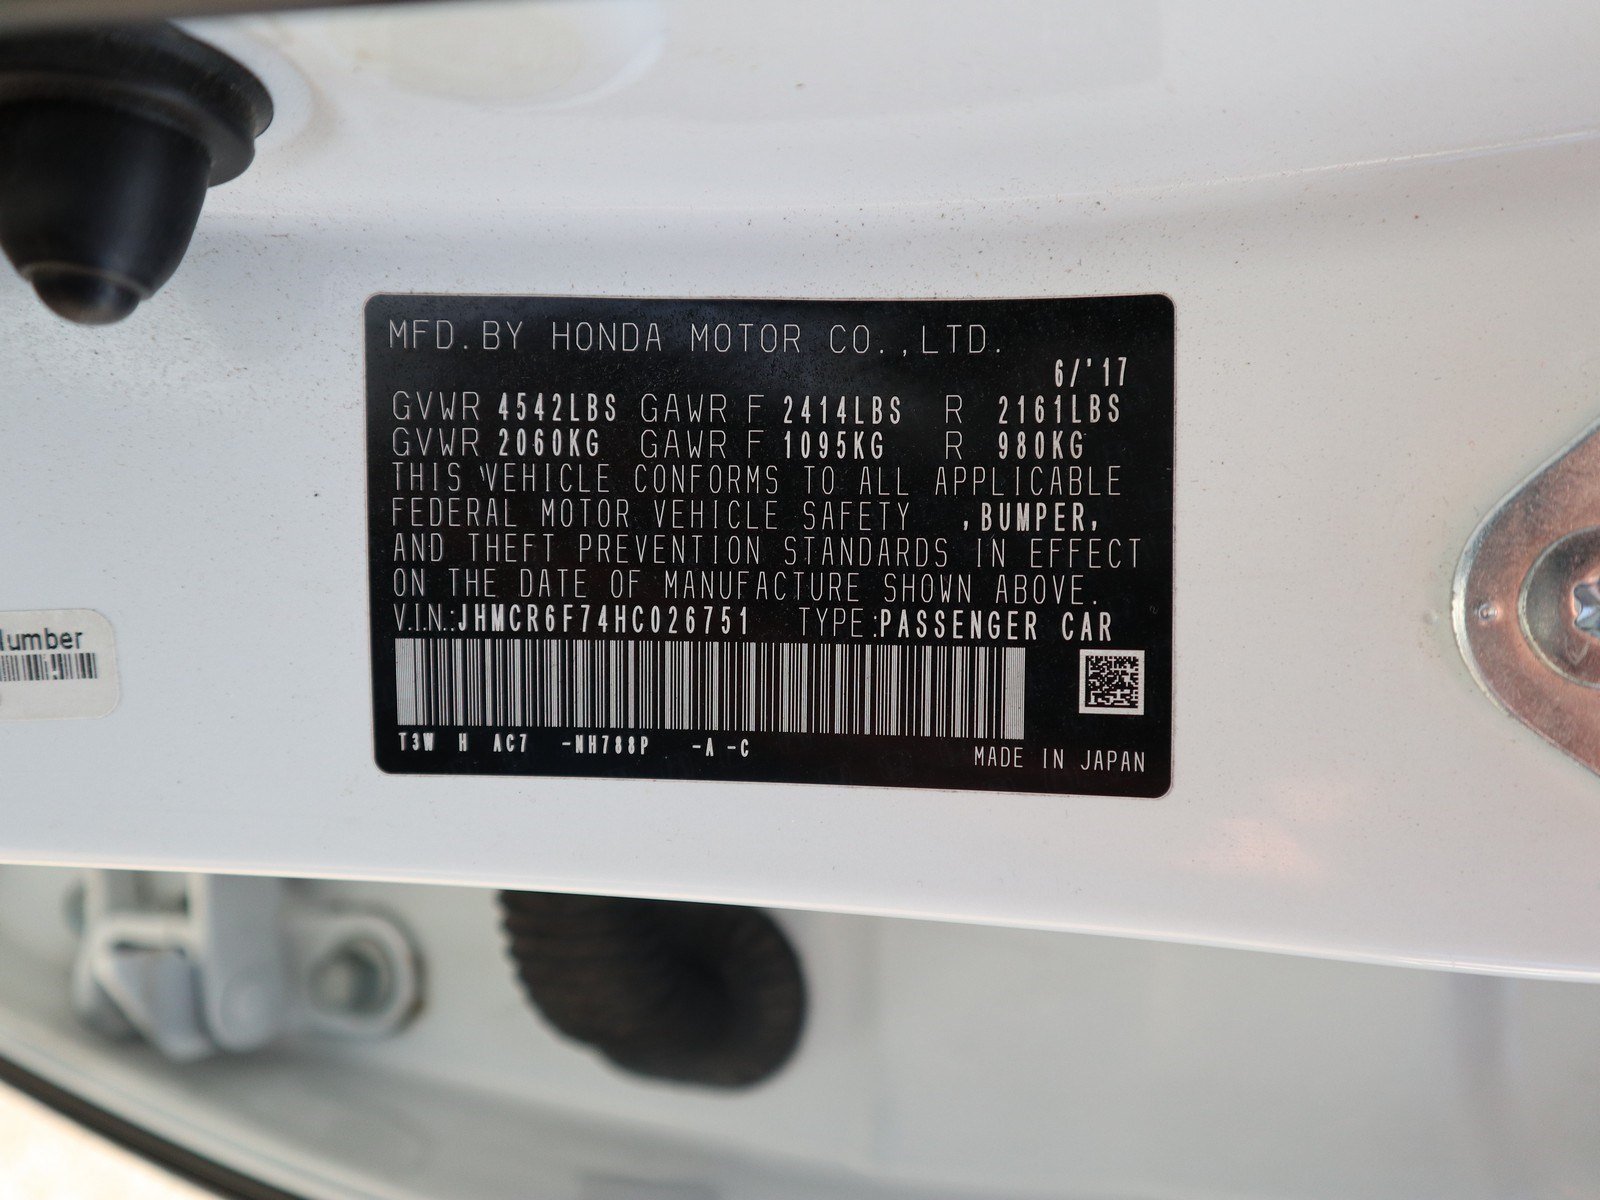 MFD. BY HONDA MOTOR CO., LTD.
6/'17
GVWR 4542LBS GAWR F 2414LBS R 2161LBS
GVWR 2060KG GAWR F 1095KG R 980KG
THIS VEHICLE CONFORMS TO ALL APPLICABLE
FEDERAL MOTOR VEHICLE SAFETY ,BUMPER,
AND THEFT PREVENTION STANDARDS IN EFFECT
ON THE DATE OF MANUFACTURE SHOWN ABOVE.
V.I.N.:JHMCR6F74HC026751 TYPE:PASSENGER CAR
T3W H AC7 -NH788P -A -C
MADE IN JAPAN